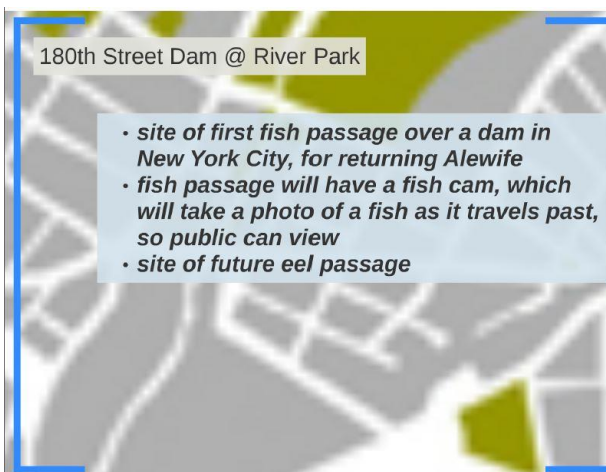 180th Street Dam @ River Park
• site of first fish passage over a dam in
New York City, for returning Alewife
• fish passage will have a fish cam, which
will take a photo of a fish as it travels past,
so public can view
• site of future eel passage